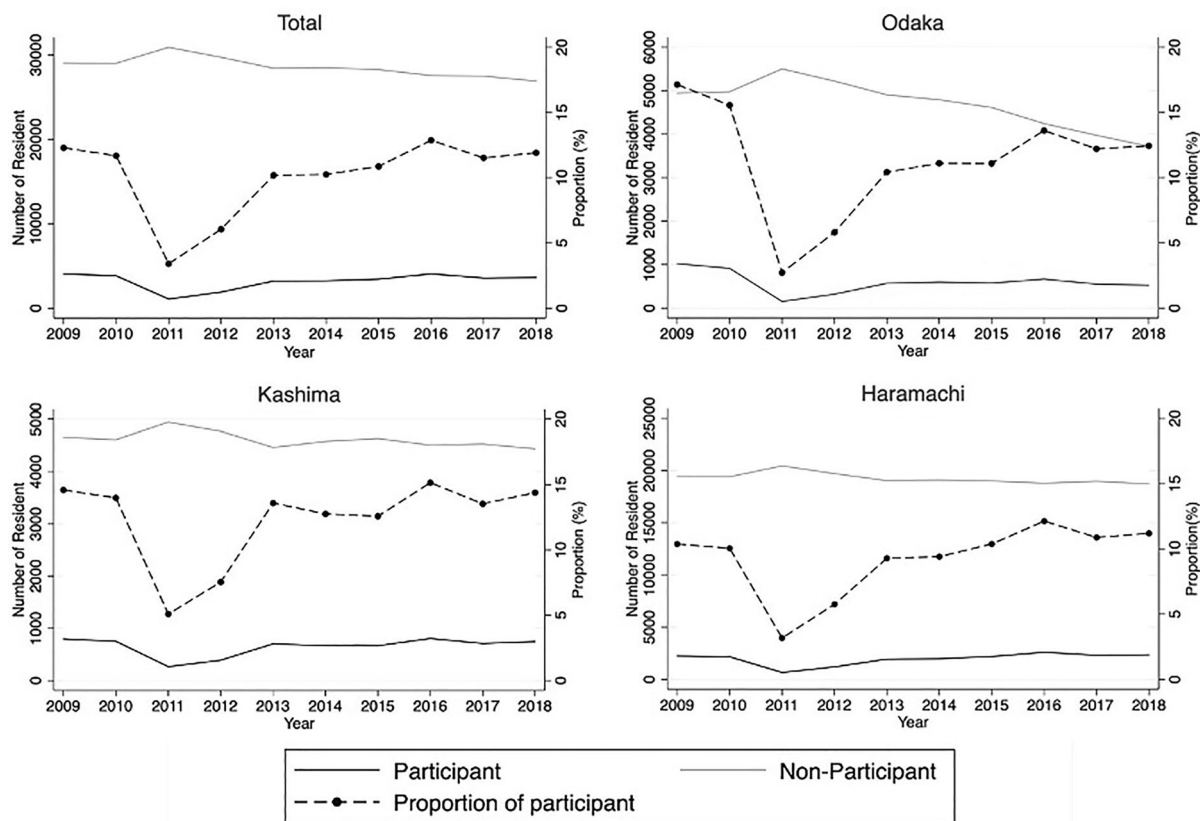 Total
Number of Resident
30000
20000
10000
0
20
15
10
5
0
Proportion (%)
2009 2010 2011 2012 2013 2014 2015 2016 2017 2018
Year
Odaka
Number of Resident
6000
5000
4000
3000
2000
1000
0
20
15
10
5
0
Proportion(%)
2009 2010 2011 2012 2013 2014 2015 2016 2017 2018
Year
Kashima
Number of Resident
5000
4000
3000
2000
1000
0
20
15
10
5
0
Proportion (%)
2009 2010 2011 2012 2013 2014 2015 2016 2017 2018
Year
Haramachi
Number of Resident
25000
20000
15000
10000
5000
0
20
15
10
5
0
Proportion(%)
2009 2010 2011 2012 2013 2014 2015 2016 2017 2018
Year
Participant
Non-Participant
Proportion of participant